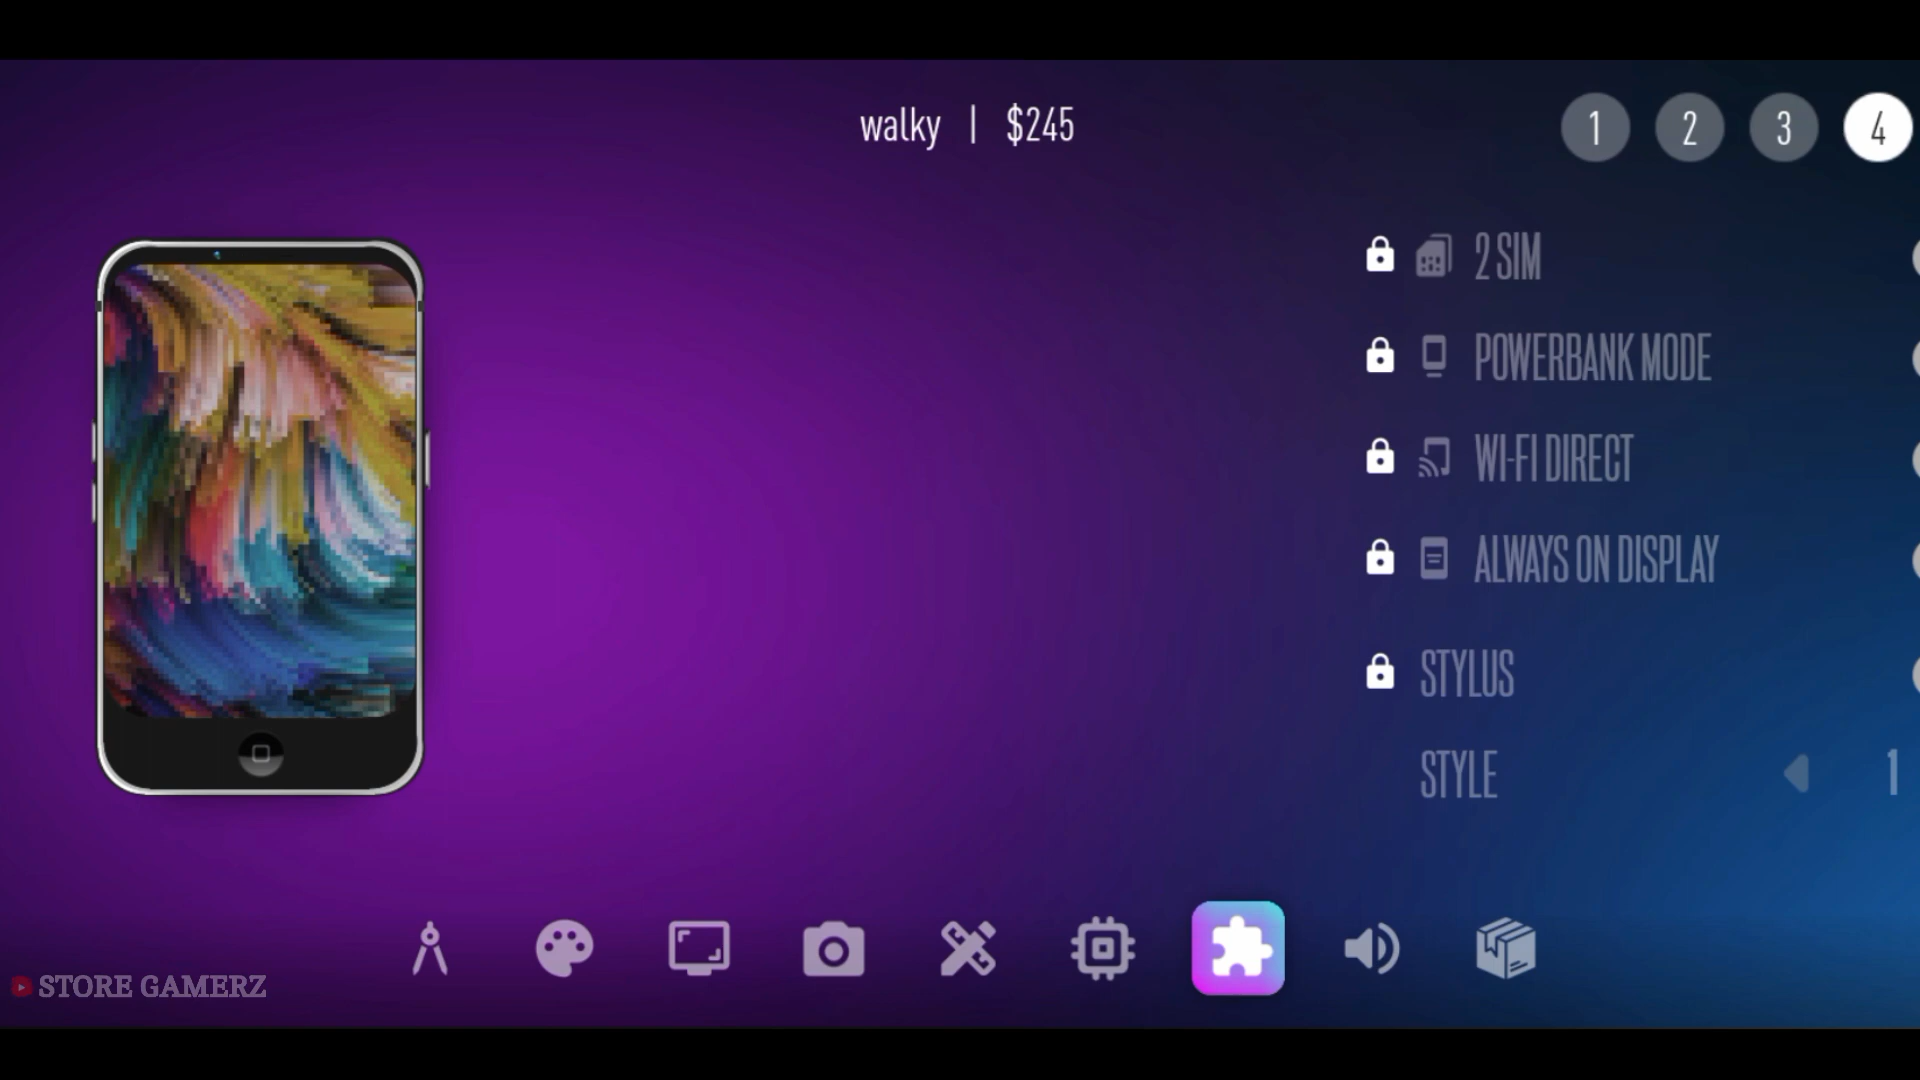 walky | $245
1 2 3 4
2 SIM
POWERBANK MODE
WI-FI DIRECT
ALWAYS ON DISPLAY
STYLUS
STYLE 1
STORE GAMERZ